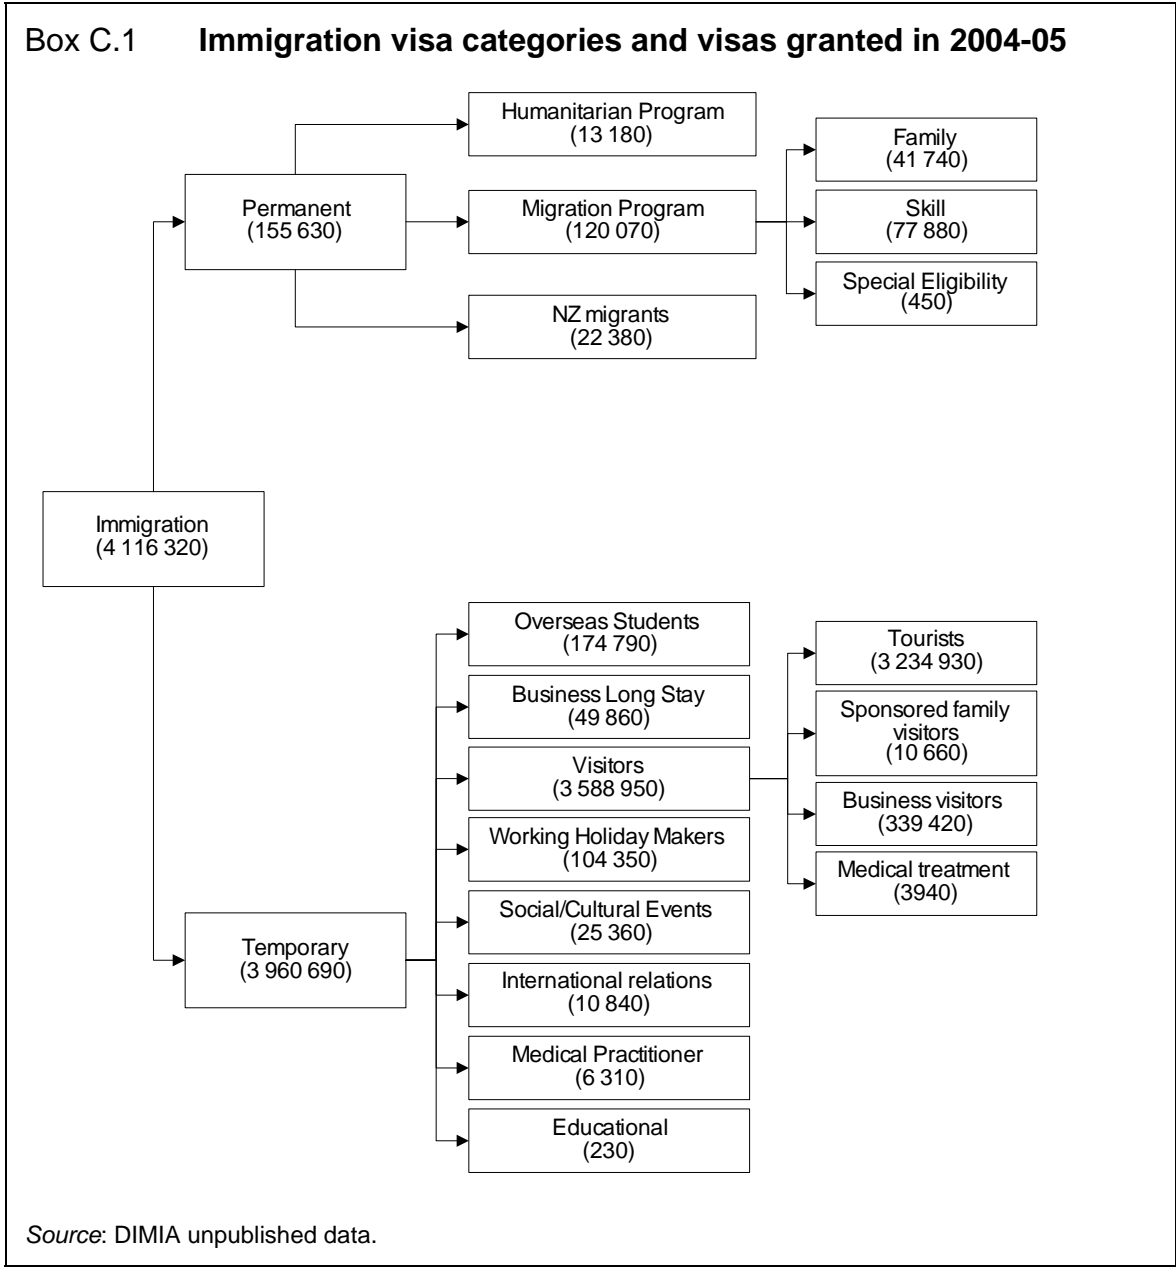 Box C.1 Immigration visa categories and visas granted in 2004-05
Humanitarian Program
(13 180)
Family
(41 740)
Permanent
(155 630)
Migration Program
(120 070)
Skill
(77 880)
Special Eligibility
(450)
NZ migrants
(22 380)
Immigration
(4 116 320)
Overseas Students
(174 790)
Tourists
(3 234 930)
Business Long Stay
(49 860)
Sponsored family
visitors
(10 660)
Visitors
(3 588 950)
Business visitors
(339 420)
Working Holiday Makers
(104 350)
Medical treatment
(3940)
Social/Cultural Events
(25 360)
Temporary
(3 960 690)
International relations
(10 840)
Medical Practitioner
(6 310)
Educational
(230)
Source: DIMIA unpublished data.